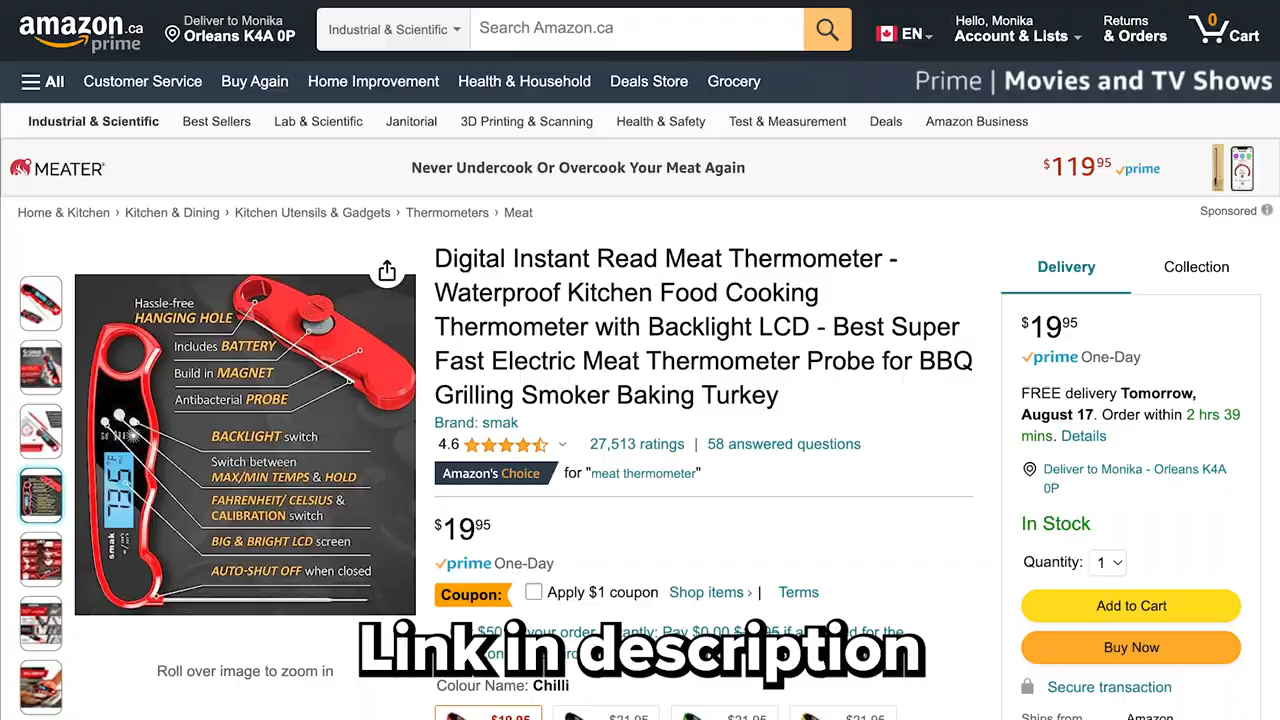 amazon.ca
prime
Deliver to Monika
Orleans K4A 0P
Industrial & Scientific
Search Amazon.ca
EN
Hello, Monika
Account & Lists
Returns
& Orders
0
Cart
All
Customer Service
Buy Again
Home Improvement
Health & Household
Deals Store
Grocery
Prime | Movies and TV Shows
Industrial & Scientific
Best Sellers
Lab & Scientific
Janitorial
3D Printing & Scanning
Health & Safety
Test & Measurement
Deals
Amazon Business
MEATER®
Never Undercook Or Overcook Your Meat Again
$119.95 prime
Home & Kitchen › Kitchen & Dining › Kitchen Utensils & Gadgets › Thermometers › Meat
Sponsored
Hassle-free
HANGING HOLE
Includes BATTERY
Build in MAGNET
Antibacterial PROBE
BACKLIGHT switch
Switch between
MAX/MIN TEMPS & HOLD
FAHRENHEIT/ CELSIUS &
CALIBRATION switch
BIG & BRIGHT LCD screen
AUTO-SHUT OFF when closed
smak
Roll over image to zoom in
Digital Instant Read Meat Thermometer -
Waterproof Kitchen Food Cooking
Thermometer with Backlight LCD - Best Super
Fast Electric Meat Thermometer Probe for BBQ
Grilling Smoker Baking Turkey
Brand: smak
4.6
27,513 ratings | 58 answered questions
Amazon's Choice for "meat thermometer"
$19 95
prime One-Day
Coupon: Apply $1 coupon Shop items › | Terms
Link in description
Colour Name: Chilli
$19.95
$21.95
$21.95
$21.95
Delivery
Collection
$19 95
prime One-Day
FREE delivery Tomorrow,
August 17. Order within 2 hrs 39
mins. Details
Deliver to Monika - Orleans K4A
0P
In Stock
Quantity: 1
Add to Cart
Buy Now
Secure transaction
Ships from Amazon